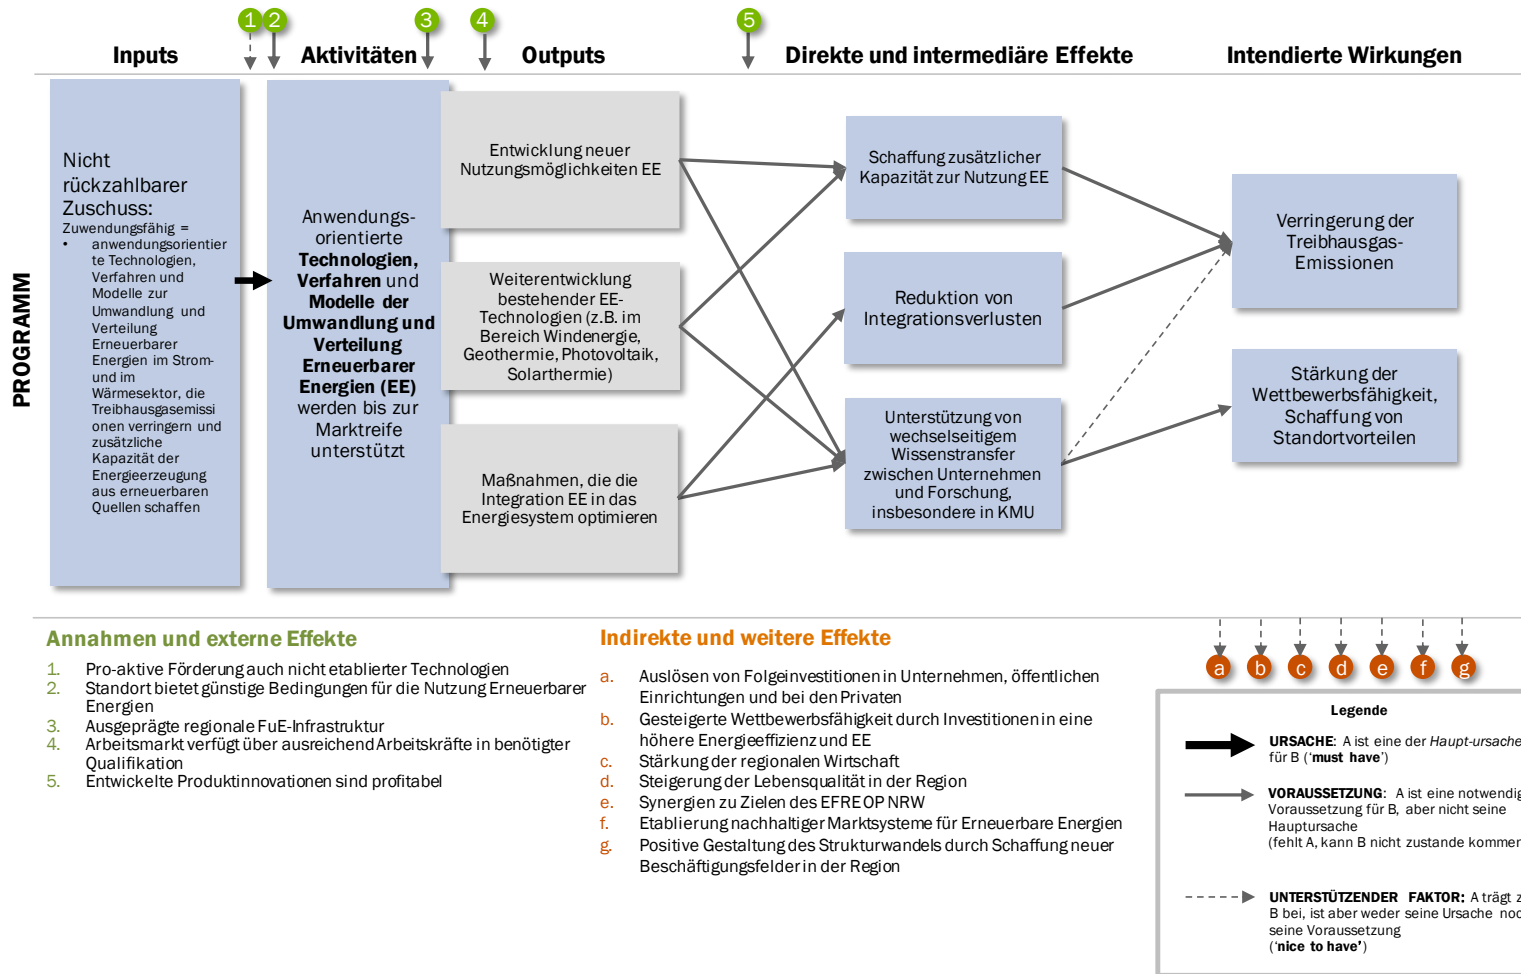 1 2 3 4 5
Inputs Aktivitäten Outputs Direkte und intermediäre Effekte Intendierte Wirkungen
PROGRAMM
Nicht
rückzahlbarer
Zuschuss:
Zuwendungsfähig =
• anwendungsorientier
te Technologien,
Verfahren und
Modelle zur
Umwandlung und
Verteilung
Erneuerbarer
Energien im Strom-
und im
Wärmesektor, die
Treibhausgasemissi
onen verringern und
zusätzliche
Kapazität der
Energieerzeugung
aus erneuerbaren
Quellen schaffen
Anwendungs-
orientierte
Technologien,
Verfahren und
Modelle der
Umwandlung und
Verteilung
Erneuerbarer
Energien (EE)
werden bis zur
Marktreife
unterstützt
Entwicklung neuer
Nutzungsmöglichkeiten EE
Weiterentwicklung
bestehender EE-
Technologien (z.B. im
Bereich Windenergie,
Geothermie, Photovoltaik,
Solarthermie)
Maßnahmen, die die
Integration EE in das
Energiesystem optimieren
Schaffung zusätzlicher
Kapazität zur Nutzung EE
Reduktion von
Integrationsverlusten
Unterstützung von
wechselseitigem
Wissenstransfer
zwischen Unternehmen
und Forschung,
insbesondere in KMU
Verringerung der
Treibhausgas-
Emissionen
Stärkung der
Wettbewerbsfähigkeit,
Schaffung von
Standortvorteilen
Annahmen und externe Effekte
1. Pro-aktive Förderung auch nicht etablierter Technologien
2. Standort bietet günstige Bedingungen für die Nutzung Erneuerbarer
Energien
3. Ausgeprägte regionale FuE-Infrastruktur
4. Arbeitsmarkt verfügt über ausreichend Arbeitskräfte in benötigter
Qualifikation
5. Entwickelte Produktinnovationen sind profitabel
Indirekte und weitere Effekte
a. Auslösen von Folgeinvestitionen in Unternehmen, öffentlichen
Einrichtungen und bei den Privaten
b. Gesteigerte Wettbewerbsfähigkeit durch Investitionen in eine
höhere Energieeffizienz und EE
c. Stärkung der regionalen Wirtschaft
d. Steigerung der Lebensqualität in der Region
e. Synergien zu Zielen des EFRE OP NRW
f. Etablierung nachhaltiger Marktsysteme für Erneuerbare Energien
g. Positive Gestaltung des Strukturwandels durch Schaffung neuer
Beschäftigungsfelder in der Region
a b c d e f g
Legende
URSACHE: A ist eine der Haupt-ursache
für B (‘must have’)
VORAUSSETZUNG: A ist eine notwendig
Voraussetzung für B, aber nicht seine
Hauptursache
(fehlt A, kann B nicht zustande kommen
UNTERSTÜTZENDER FAKTOR: A trägt z
B bei, ist aber weder seine Ursache noc
seine Voraussetzung
(‘nice to have’)